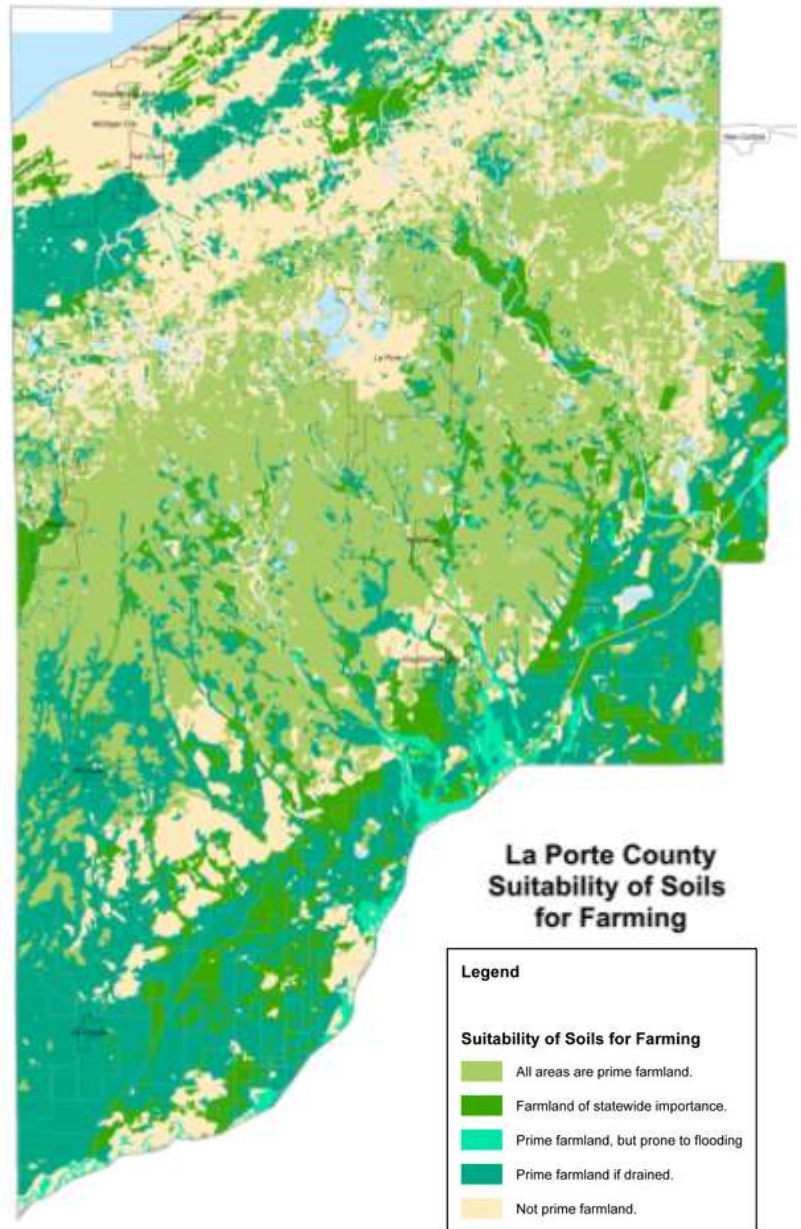 Michigan City
La Porte
La Porte County
Suitability of Soils
for Farming
Legend
Suitability of Soils for Farming
All areas are prime farmland.
Farmland of statewide importance.
Prime farmland, but prone to flooding
Prime farmland if drained.
Not prime farmland.